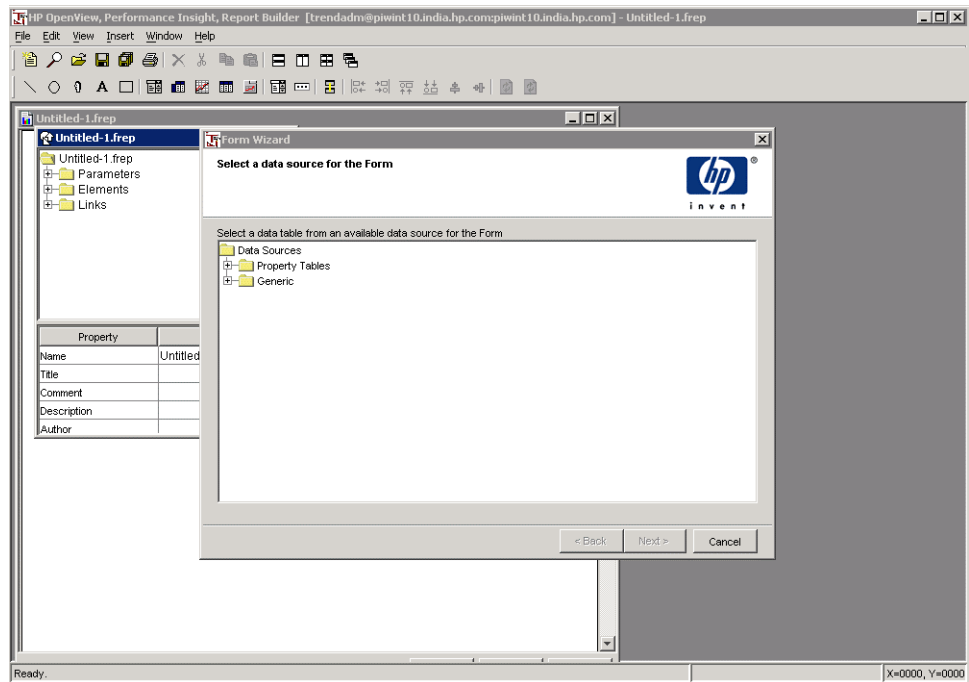 HP OpenView, Performance Insight, Report Builder [trendadm@piwint10.india.hp.com:piwint10.india.hp.com] - Untitled-1.frep
File Edit View Insert Window Help
A
Untitled-1.frep
Untitled-1.frep
Untitled-1.frep
Parameters
Elements
Links
Property
Name Untitled
Title
Comment
Description
Author
Form Wizard
Select a data source for the Form
hp
®
invent
Select a data table from an available data source for the Form
Data Sources
Property Tables
Generic
< Back Next > Cancel
Ready. X=0000, Y=0000